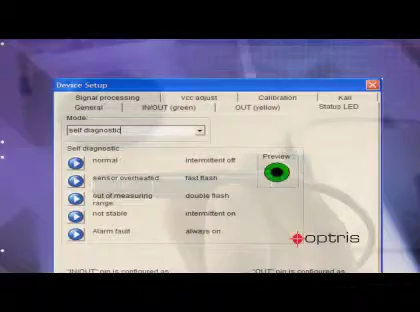 Device Setup
Signal processing vcc adjust Calibration Kali
General IN/OUT (green) OUT (yellow) Status LED
Mode:
self diagnostic
Self diagnostic
Preview
normal intermittent off
sensor overheated fast flash
out of measuring range double flash
not stable intermittent on
Alarm fault always on
optris
"IN/OUT" pin is configured as "OUT" pin is configured as